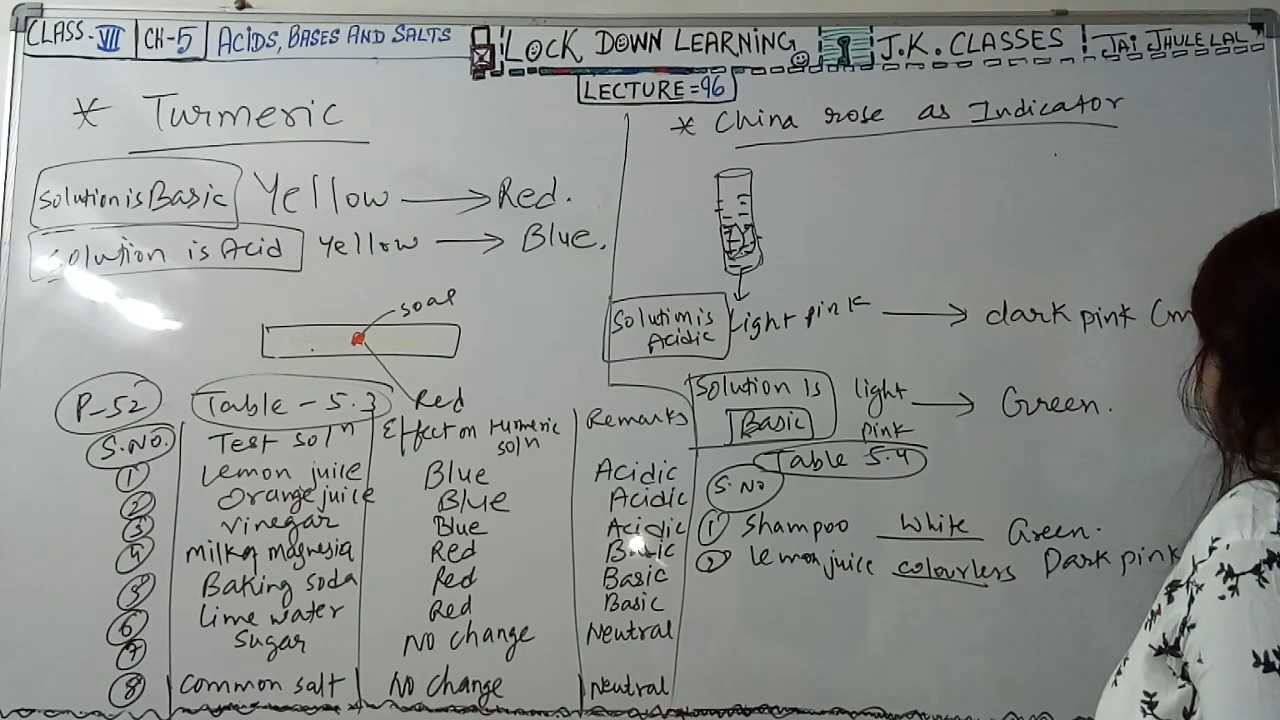 CLASS-VII CH-5 ACIDS, BASES AND SALTS LOCK DOWN LEARNING J.K. CLASSES JAI JHULELAL
LECTURE=96
* Turmeric
Solution is Basic Yellow → Red.
Solution is Acid Yellow → Blue.
soap
Red
P-52 Table-5.3
S.NO. Test solⁿ Effect on turmeric solⁿ Remarks
1 Lemon juice Blue Acidic
2 Orange juice Blue Acidic
3 Vinegar Blue Acidic
4 milk of magnesia Red Basic
5 Baking soda Red Basic
6 Lime water Red Basic
7 Sugar No change Neutral
8 Common salt No change Neutral
* China rose as Indicator
Solution is Acidic light pink → dark pink (m
Solution is Basic light pink → Green.
Table 5.4
S.No
1 Shampoo White Green.
2 Lemon juice colourless Dark pink